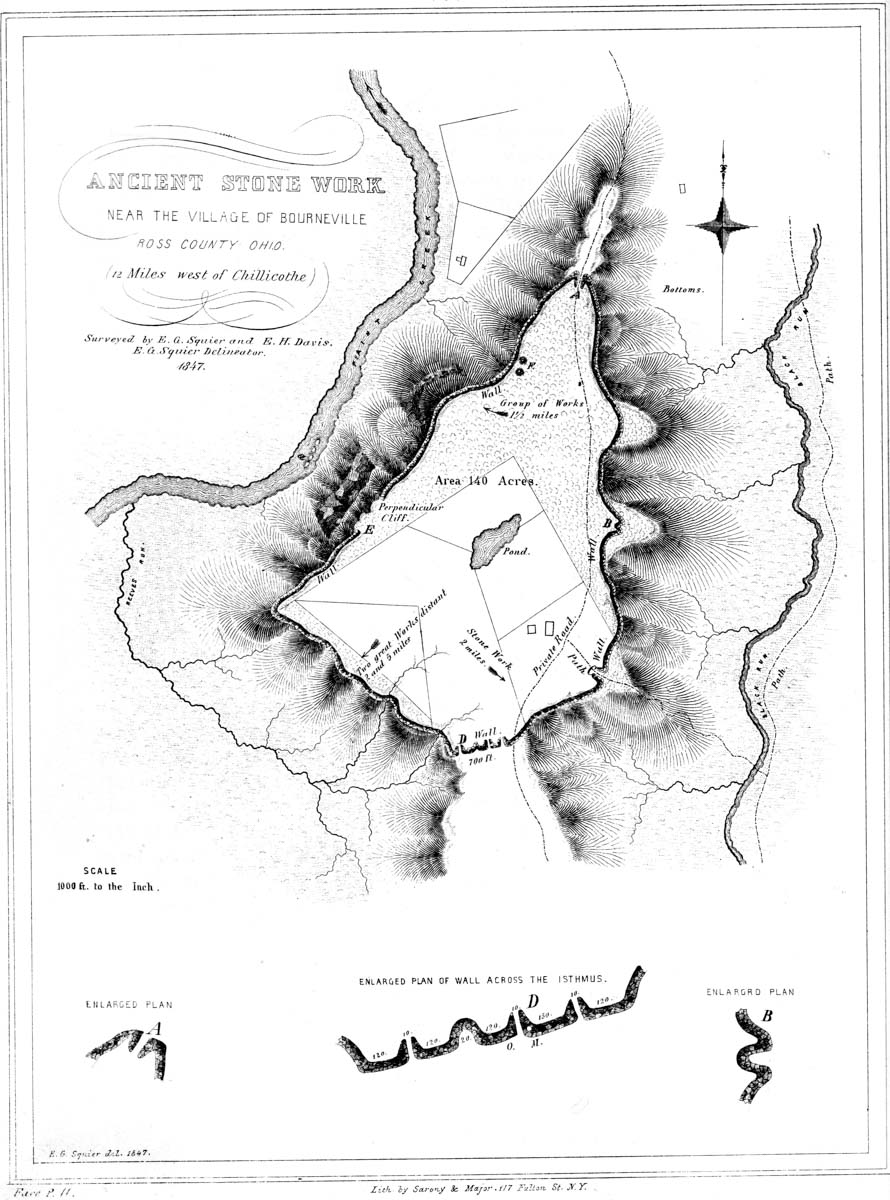 ANCIENT STONE WORK
NEAR THE VILLAGE OF BOURNEVILLE
ROSS COUNTY OHIO.
(12 Miles west of Chillicothe)
Surveyed by E. G. Squier and E. H. Davis.
E. G. Squier Delineator.
1847.
PAINT CREEK
N
Bottoms.
BLACK RUN
Path.
A
F.
Wall
Group of Works
1½ miles
Area 140 Acres.
Perpendicular
Cliff.
E
B
Pond.
Wall
Wall
REEVES RUN.
Two great Works distant
2 and 5 miles
Stone Work
2 miles.
Private Road
Path
Wall
C
BLACK RUN.
Path.
D Wall.
700 ft.
SCALE
1000 ft. to the Inch.
ENLARGED PLAN
A
ENLARGED PLAN OF WALL ACROSS THE ISTHMUS.
D
120.
10.
120.
20.
120.
10.
130.
10.
120.
O.
M.
ENLARGRD PLAN
B
E. G. Squier del. 1847.
Face P. 11.
Lith by Sarony & Major. 117 Fulton St. N.Y.